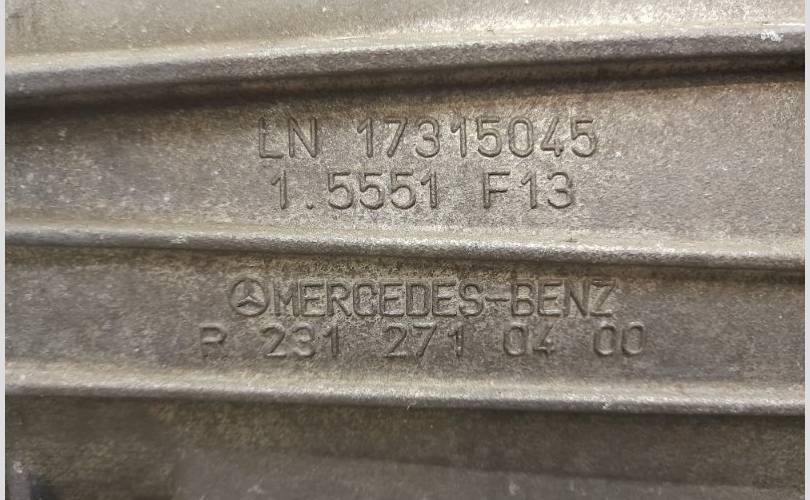 LN 17315045
1.5551 F13
MERCEDES-BENZ
R 231 271 04 00